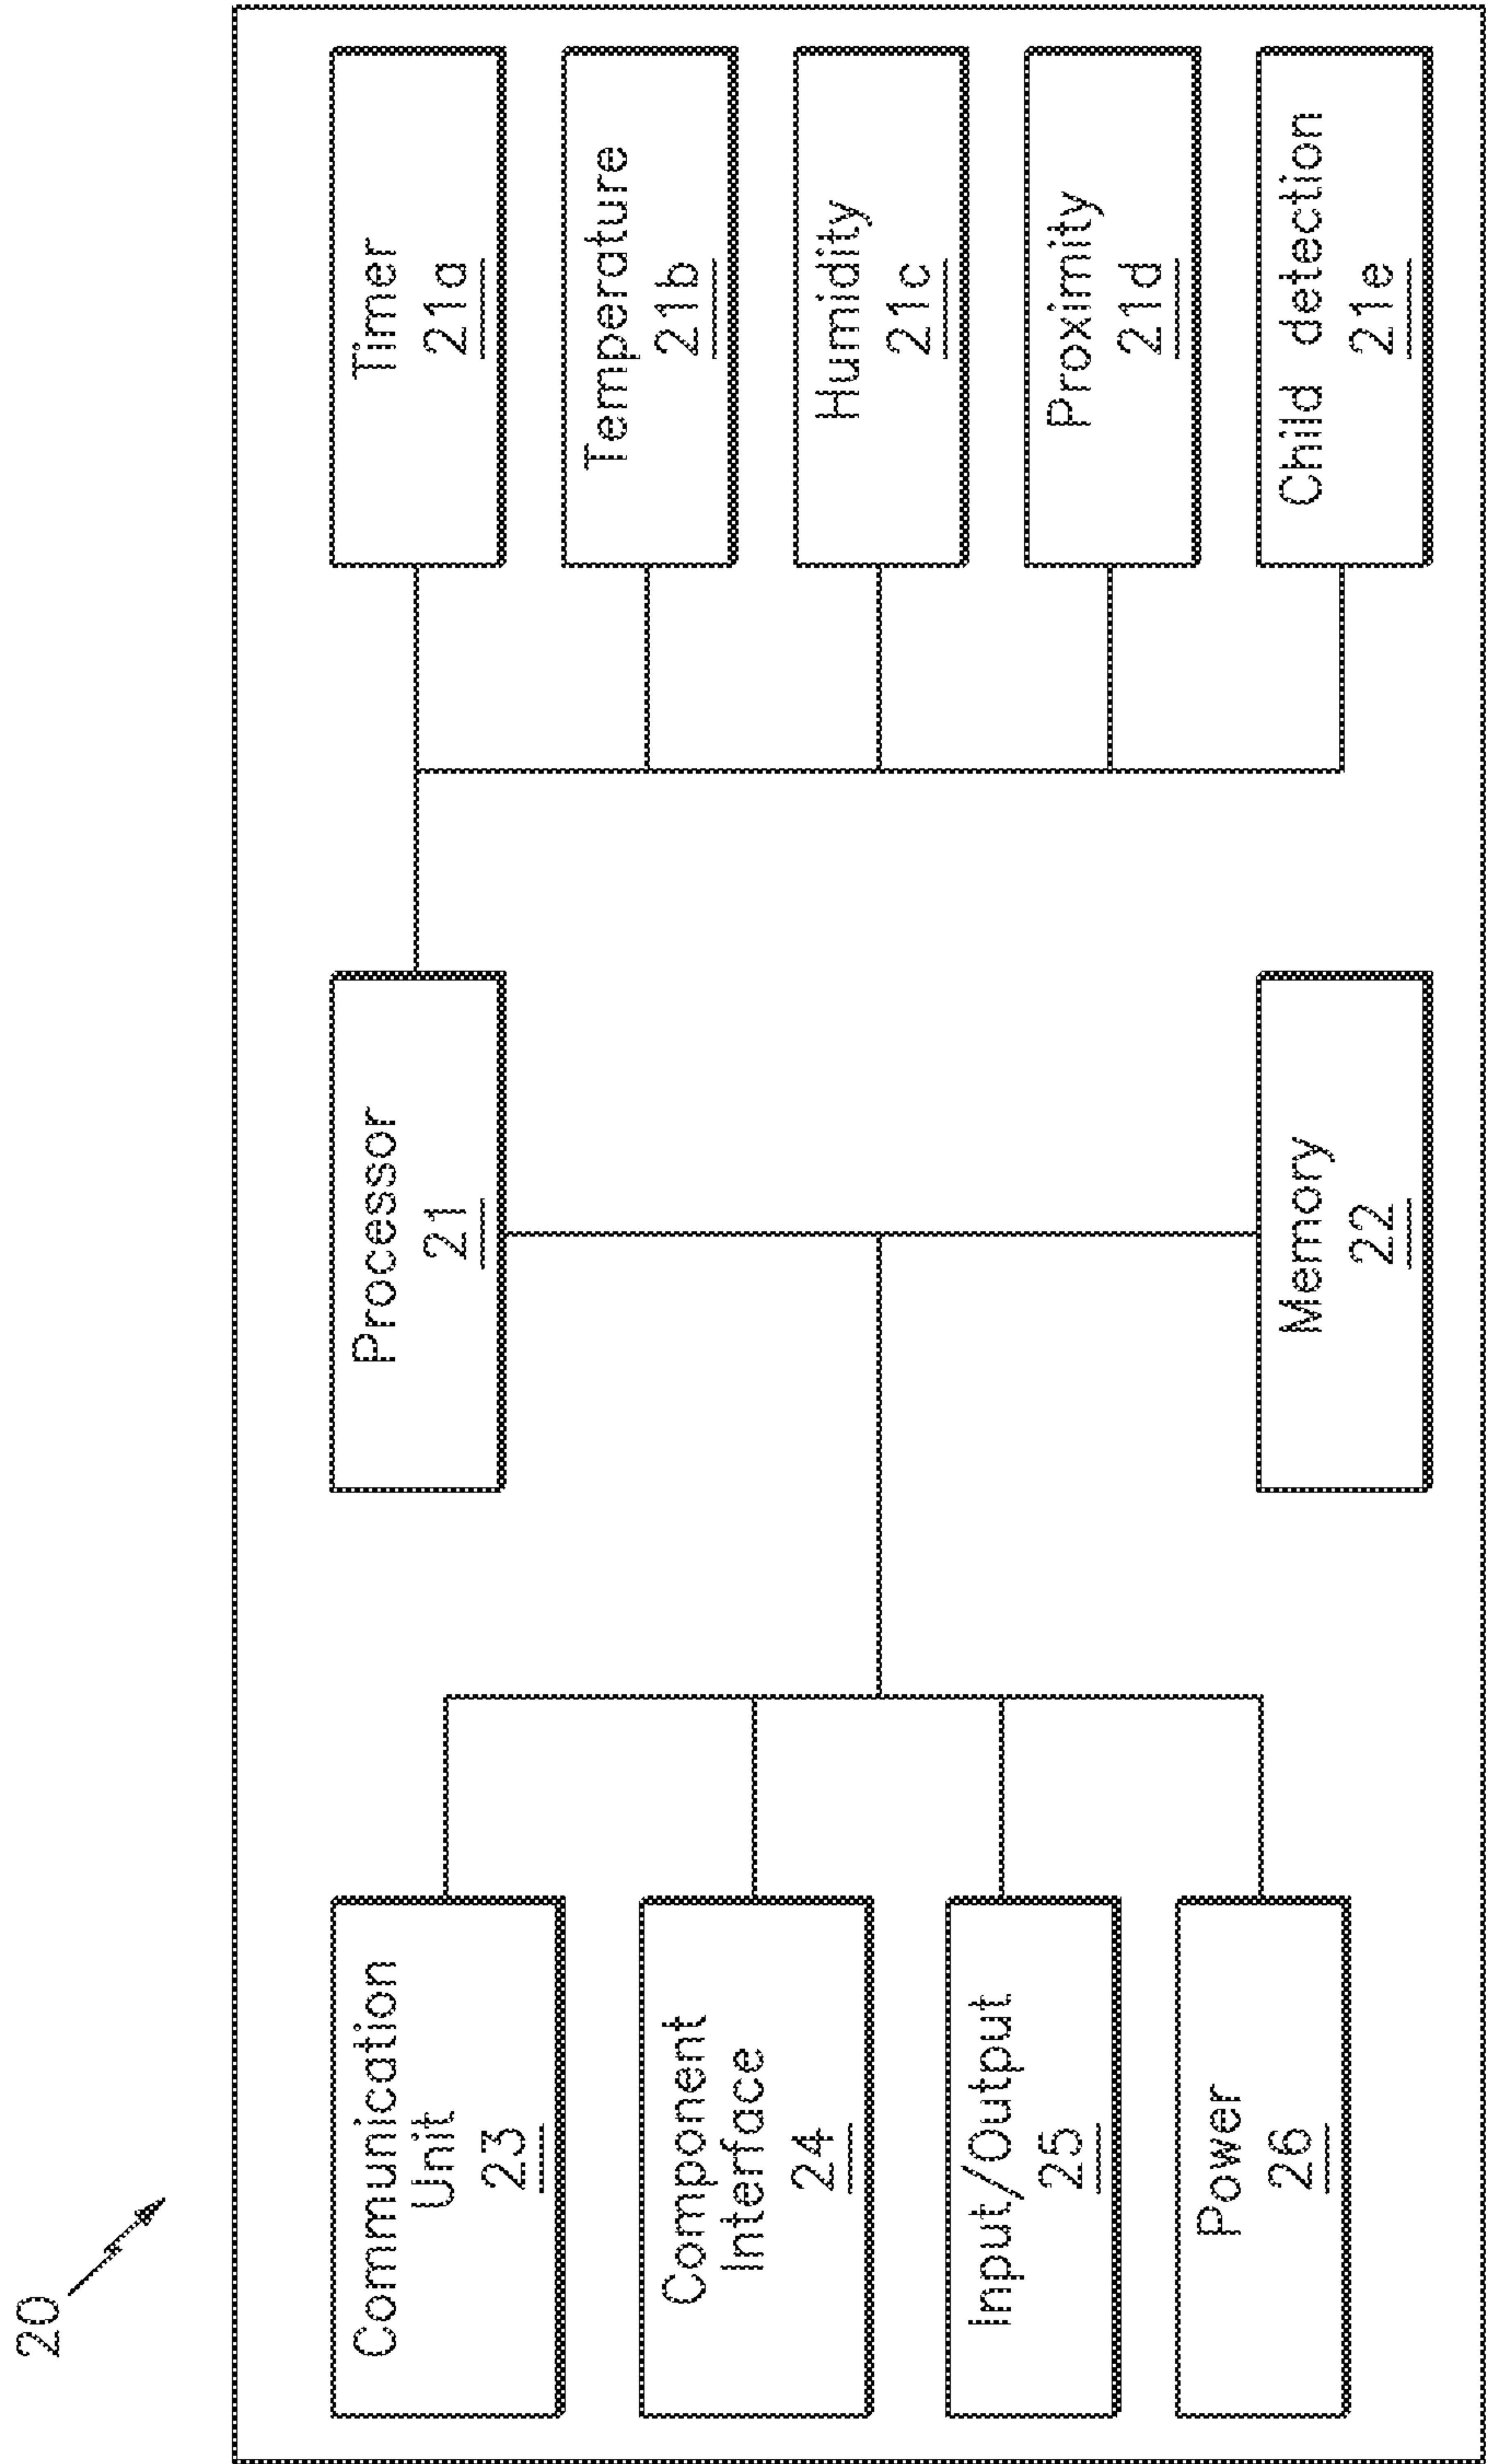 20
Communication
Unit
23
Component
Interface
24
Input/Output
25
Power
26
Processor
21
Memory
22
Timer
21a
Temperature
21b
Humidity
21c
Proximity
21d
Child detection
21e